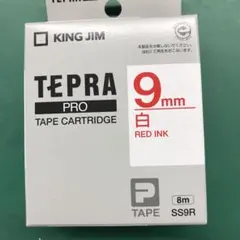 KING JIM
TEPRA
PRO
TAPE CARTRIDGE
9mm
白
RED INK
P
TAPE
8m
SS9R